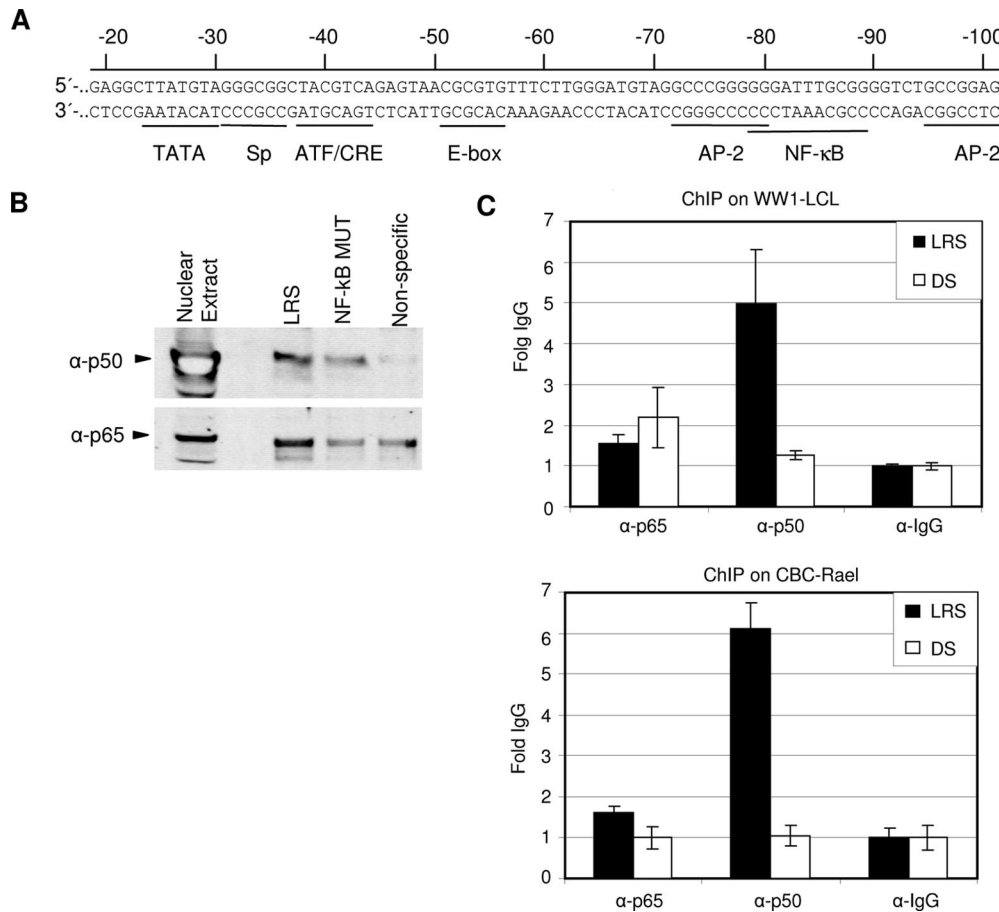 A
-20 -30 -40 -50 -60 -70 -80 -90 -100
5´-..GAGGCTTATGTAGGGCGGCTACGTCAGAGTAACGCGTGTTTCTTGGGATGTAGGCCCGGGGGGATTTGCGGGGTCTGCCGGAG
3´-..CTCCGAATACATCCCGCCGATGCAGTCTCATTGCGCACAAAGAACCCTACATCCGGGCCCCCCTAAACGCCCCAGACGGCCTC
TATA Sp ATF/CRE E-box AP-2 NF-κB AP-2
B
Nuclear Extract
LRS
NF-kB MUT
Non-specific
α-p50
α-p65
C
ChIP on WW1-LCL
LRS
DS
Folg IgG
7
6
5
4
3
2
1
0
α-p65 α-p50 α-IgG
ChIP on CBC-Rael
LRS
DS
Fold IgG
7
6
5
4
3
2
1
0
α-p65 α-p50 α-IgG